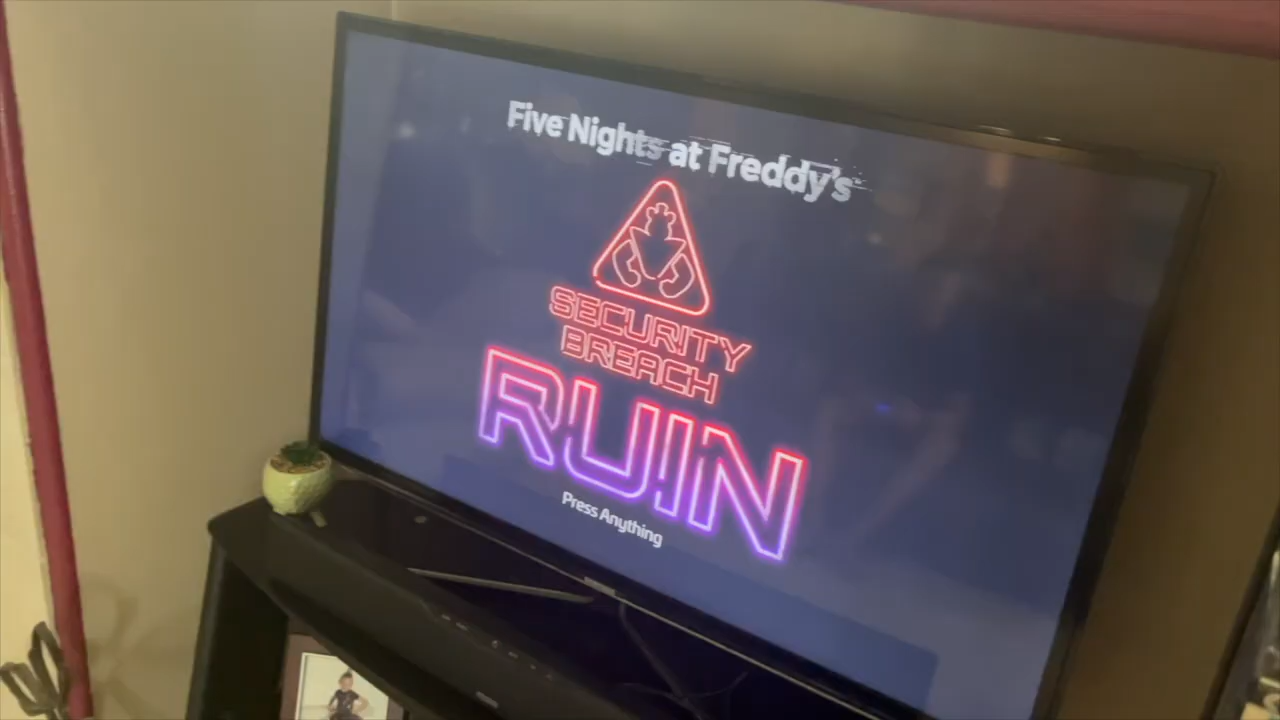 Five Nights at Freddy's
SECURITY
BREACH
RUIN
Press Anything